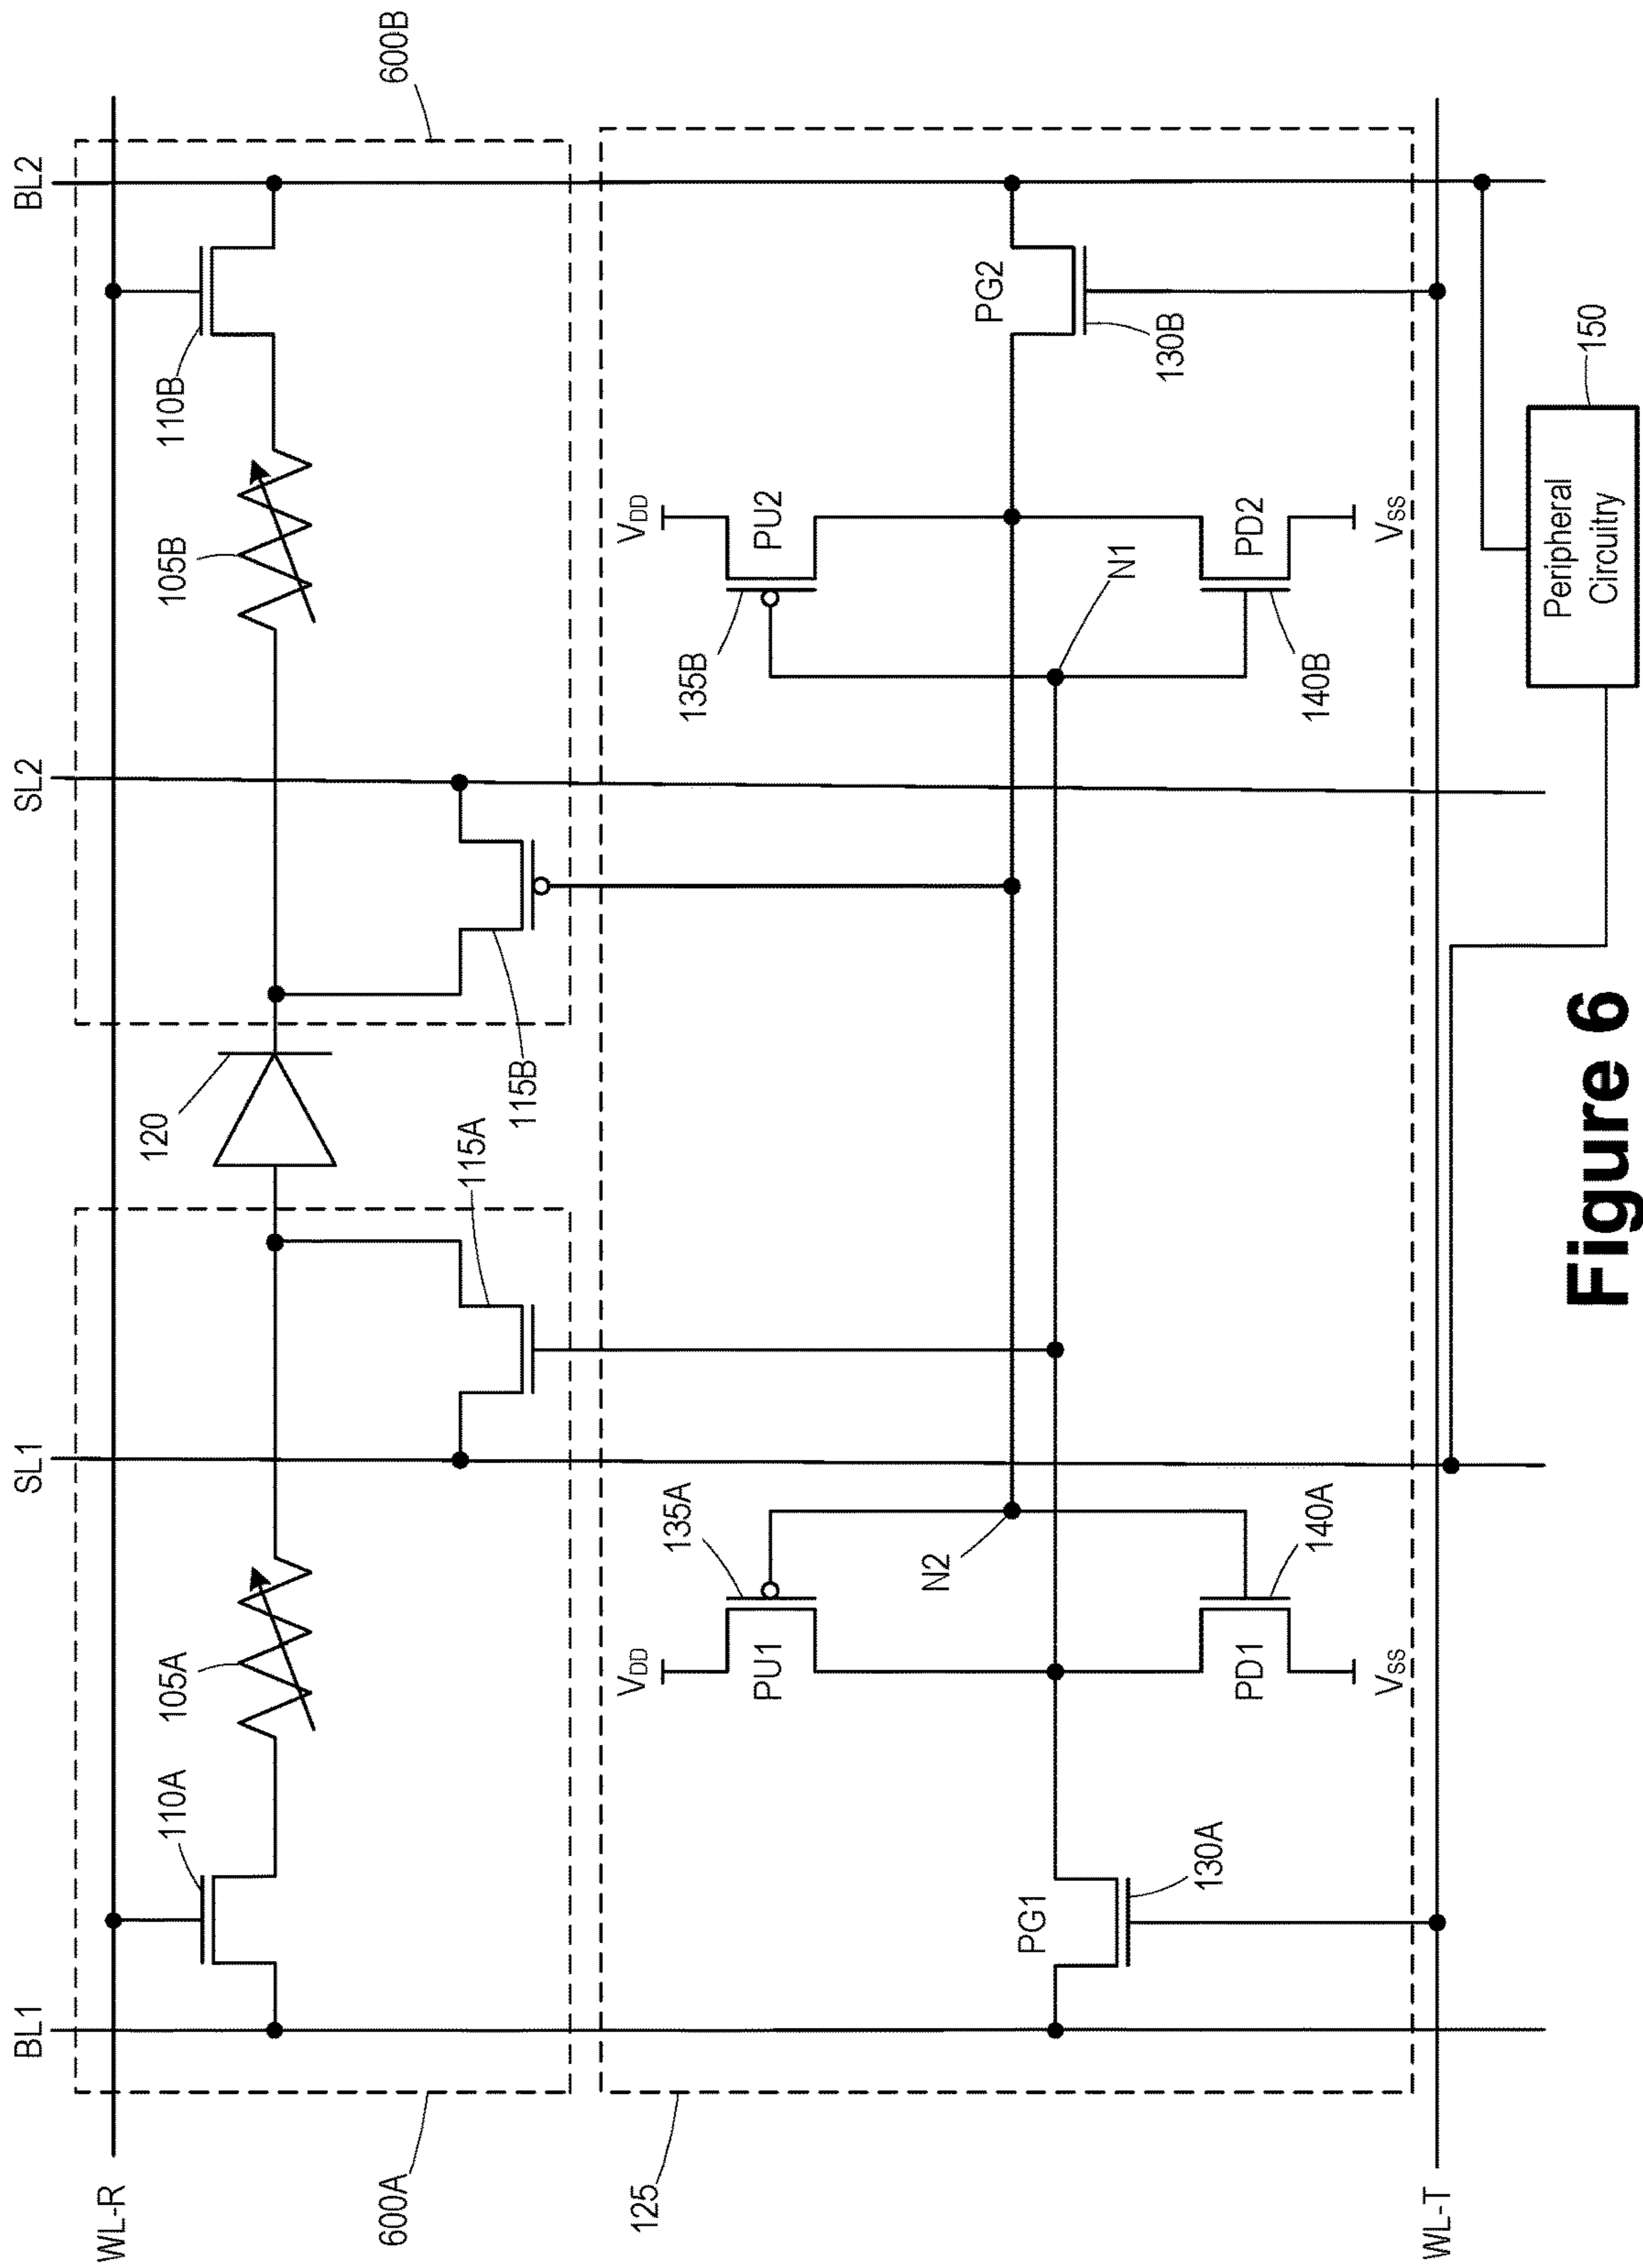 BL1
SL1
SL2
BL2
WL-R
600A
600B
110A
105A
120
105B
110B
115A
115B
125
VDD
VDD
135A
135B
PU1
PU2
N2
N1
PG1
PG2
130A
130B
PD1
PD2
140A
140B
VSS
VSS
WL-T
Peripheral
Circuitry
150
Figure 6